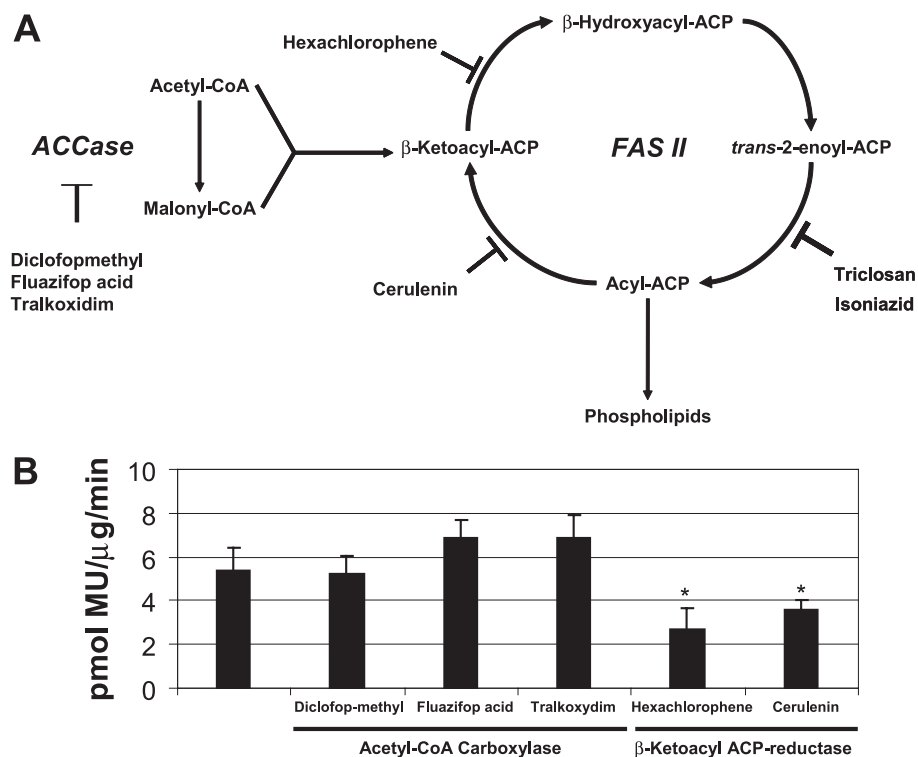 A
Hexachlorophene
β-Hydroxyacyl-ACP
Acetyl-CoA
ACCase
β-Ketoacyl-ACP
FAS II
trans-2-enoyl-ACP
Malonyl-CoA
Diclofopmethyl
Fluazifop acid
Tralkoxidim
Cerulenin
Acyl-ACP
Triclosan
Isoniazid
Phospholipids
B
pmol MU/μg/min
10
8
6
4
2
0
* *
Diclofop-methyl Fluazifop acid Tralkoxydim Hexachlorophene Cerulenin
Acetyl-CoA Carboxylase β-Ketoacyl ACP-reductase